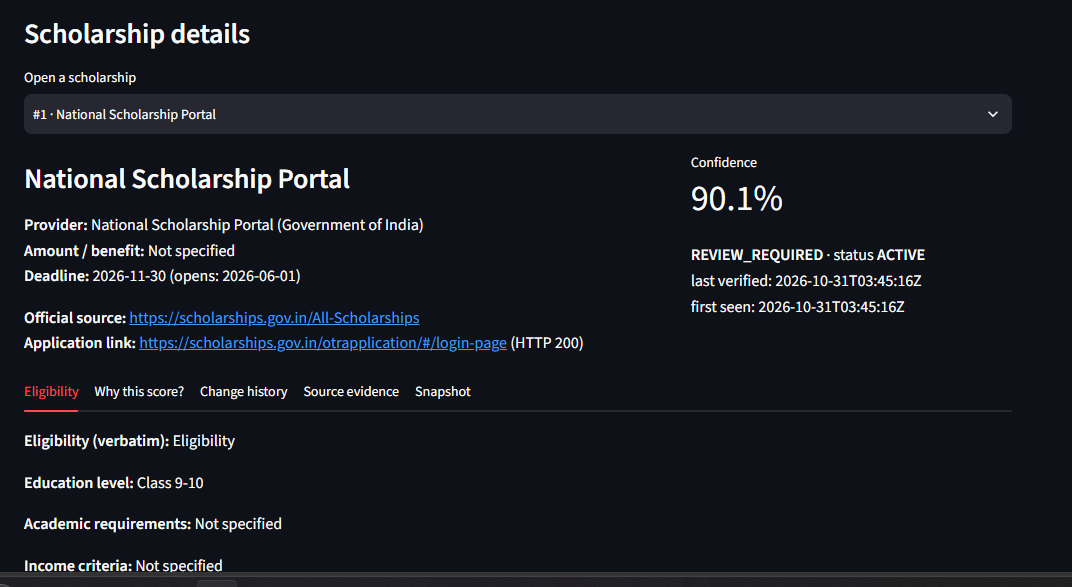 Scholarship details
Open a scholarship
#1 · National Scholarship Portal
National Scholarship Portal
Provider: National Scholarship Portal (Government of India)
Amount / benefit: Not specified
Deadline: 2026-11-30 (opens: 2026-06-01)
Official source: https://scholarships.gov.in/All-Scholarships
Application link: https://scholarships.gov.in/otrapplication/#/login-page (HTTP 200)
Confidence
90.1%
REVIEW_REQUIRED · status ACTIVE
last verified: 2026-10-31T03:45:16Z
first seen: 2026-10-31T03:45:16Z
Eligibility Why this score? Change history Source evidence Snapshot
Eligibility (verbatim): Eligibility
Education level: Class 9-10
Academic requirements: Not specified
Income criteria: Not specified